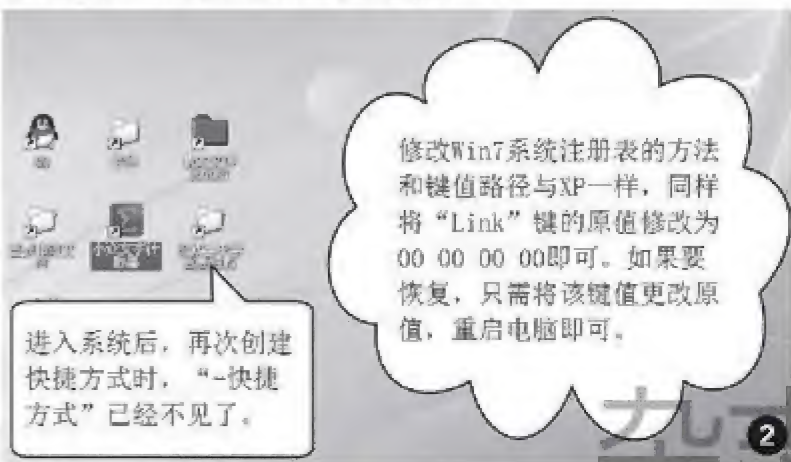 修改Win7系统注册表的方法
和键值路径与XP一样，同样
将“Link”键的原值修改为
00 00 00 00即可。如果要
恢复，只需将该键值更改原
值，重启电脑即可。
进入系统后，再次创建
快捷方式时，“-快捷
方式”已经不见了。
2